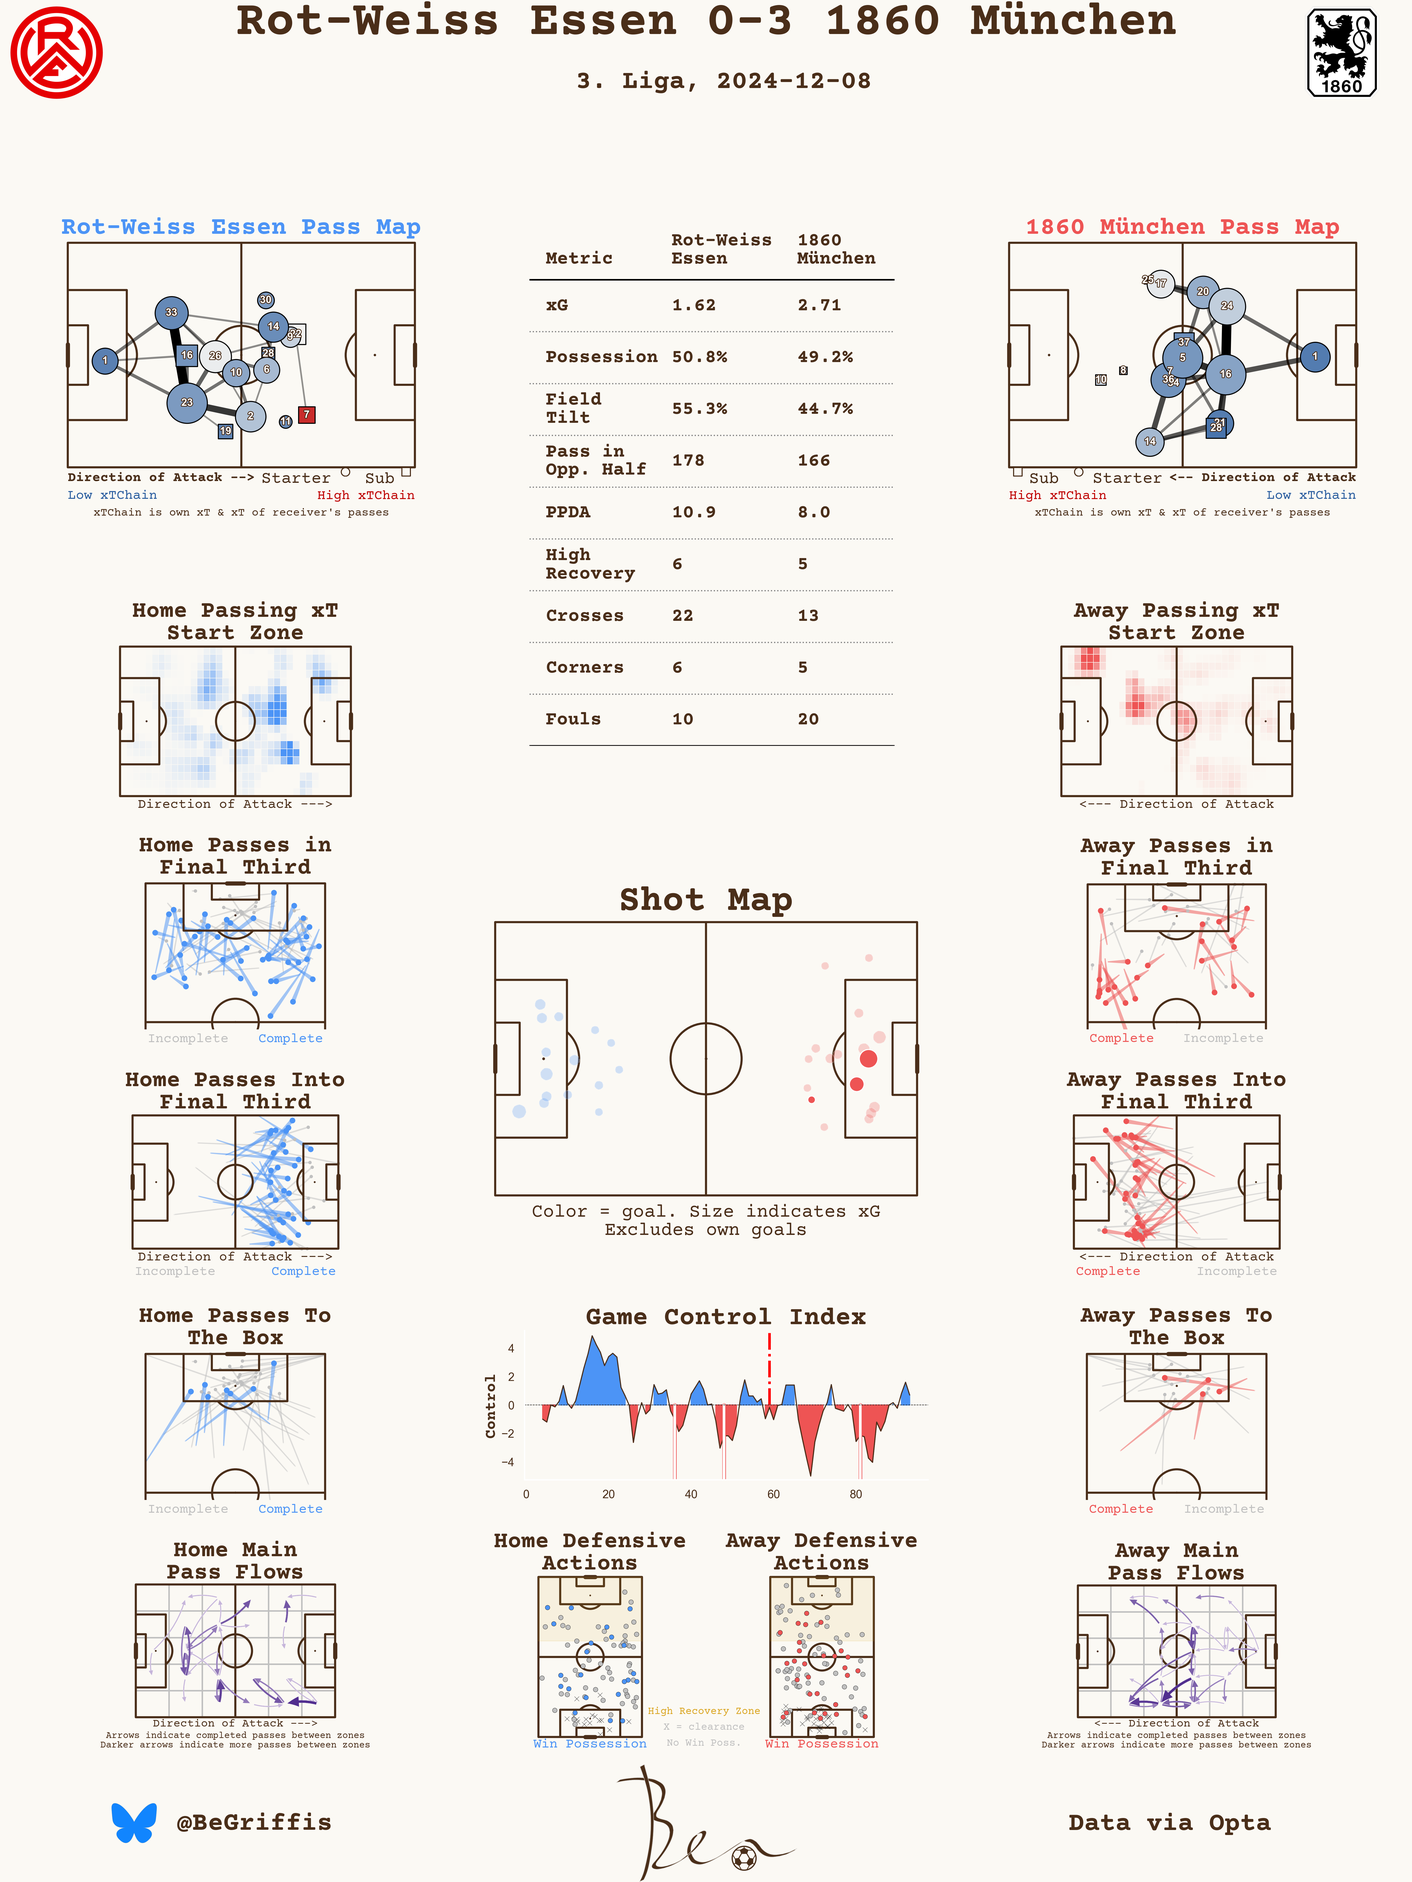 Rot-Weiss Essen 0-3 1860 München
3. Liga, 2024-12-08
1860
Rot-Weiss Essen Pass Map
33
30
14
9
22
1
16
26
28
10
6
23
2
19
11
7
Direction of Attack --> Starter Sub
Low xTChain High xTChain
xTChain is own xT & xT of receiver's passes
Metric Rot-Weiss Essen 1860 München
xG 1.62 2.71
Possession 50.8% 49.2%
Field Tilt 55.3% 44.7%
Pass in Opp. Half 178 166
PPDA 10.9 8.0
High Recovery 6 5
Crosses 22 13
Corners 6 5
Fouls 10 20
1860 München Pass Map
25
17
20
24
37
5
1
8
7
10
36
16
14
28
Sub Starter <-- Direction of Attack
High xTChain Low xTChain
xTChain is own xT & xT of receiver's passes
Home Passing xT
Start Zone
Direction of Attack --->
Away Passing xT
Start Zone
<--- Direction of Attack
Home Passes in
Final Third
Incomplete Complete
Away Passes in
Final Third
Complete Incomplete
Shot Map
Color = goal. Size indicates xG
Excludes own goals
Home Passes Into
Final Third
Direction of Attack --->
Incomplete Complete
Away Passes Into
Final Third
<--- Direction of Attack
Complete Incomplete
Home Passes To
The Box
Incomplete Complete
Game Control Index
Control
4
2
0
−2
−4
0 20 40 60 80
Away Passes To
The Box
Complete Incomplete
Home Main
Pass Flows
Direction of Attack --->
Arrows indicate completed passes between zones
Darker arrows indicate more passes between zones
Home Defensive
Actions
Win Possession
Away Defensive
Actions
Win Possession
High Recovery Zone
X = clearance
No Win Poss.
Away Main
Pass Flows
<--- Direction of Attack
Arrows indicate completed passes between zones
Darker arrows indicate more passes between zones
@BeGriffis
Ben
Data via Opta